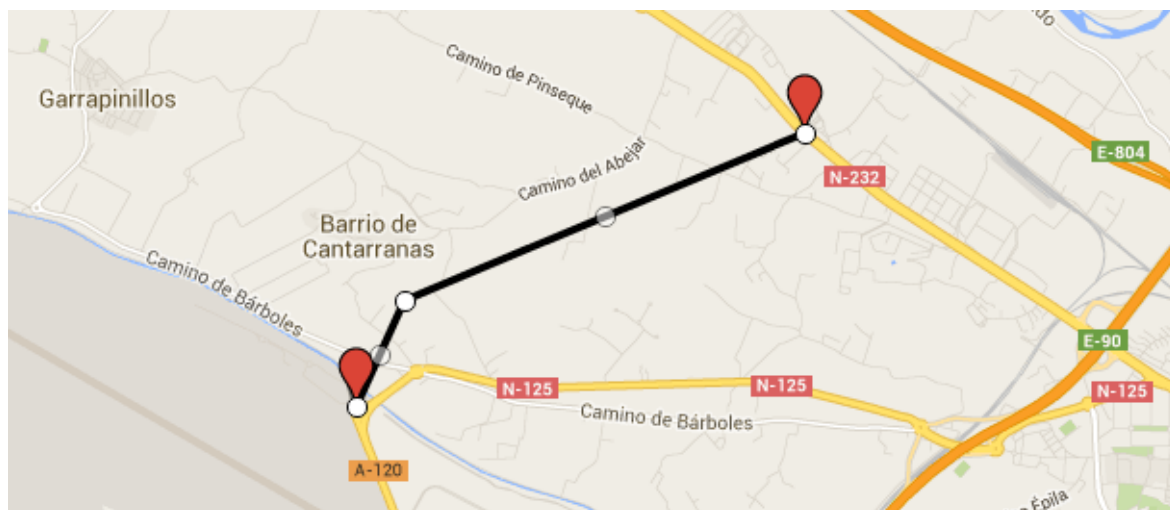 Camino de Pinseque
Garrapinillos
E-804
Camino del Abejar
N-232
Barrio de
Cantarranas
Camino de Bárboles
E-90
N-125
N-125
N-125
Camino de Bárboles
A-120
Épila